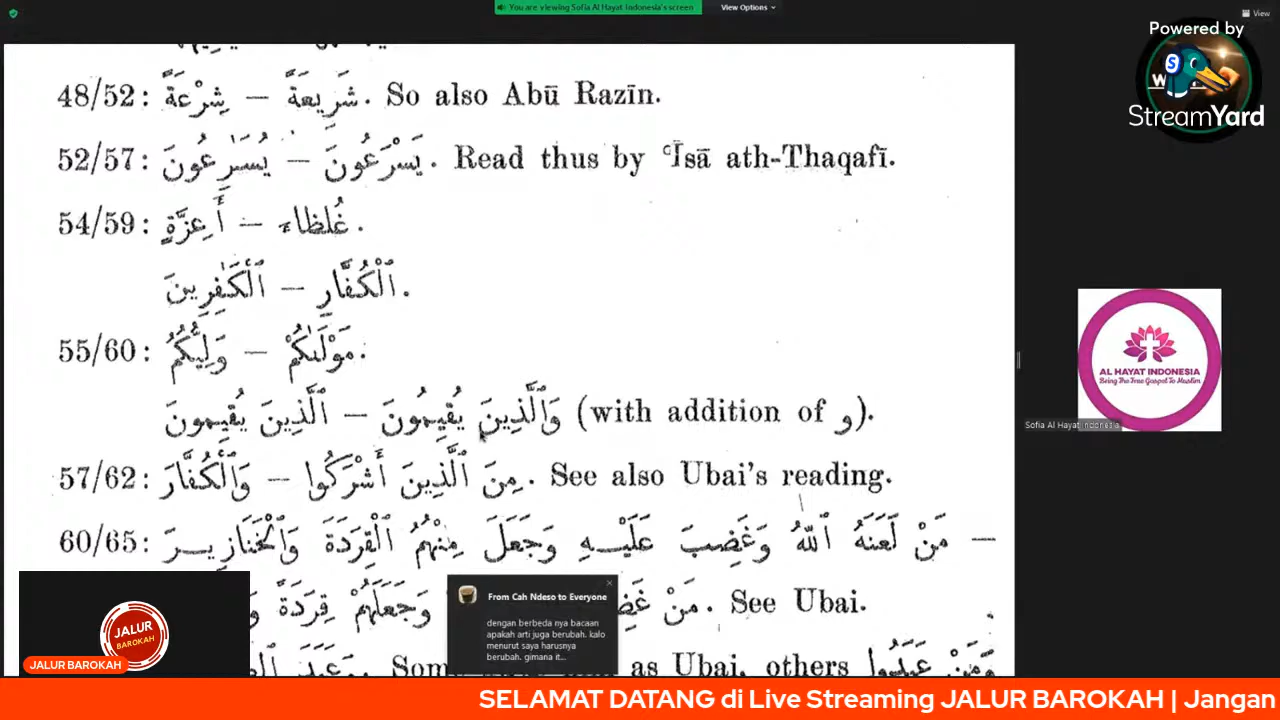 You are viewing Sofia Al Hayat Indonesia's screen
View Options
View
Powered by
StreamYard
48/52: شِرْعَةً – شَرِيعَةً. So also Abū Razīn.
52/57: يُسَٰرِعُونَ – يَسْرَعُونَ. Read thus by ʿĪsā ath-Thaqafī.
54/59: أَعِزَّةٍ – غُلظاء.
ٱلْكَٰفِرِينَ – ٱلْكُفَّارِ.
55/60: وَلِيُّكُمْ – مَوْلَىٰكُمْ.
ٱلَّذِينَ يُقِيمُونَ – وَٱلَّذِينَ يُقِيمُونَ (with addition of و).
57/62: وَٱلْكُفَّارَ – مِنَ ٱلَّذِينَ أَشْرَكُوا. See also Ubai's reading.
60/65: مَنْ لَعَنَهُ ٱللّٰهُ وَغَضِبَ عَلَيْهِ وَجَعَلَ مِنْهُمُ ٱلْقِرَدَةَ وَٱلْخَنَازِيرَ –
وَجَعَلَهُمْ قِرَدَةً
مَنْ. See Ubai.
as Ubai, others
AL HAYAT INDONESIA
Being The True Gospel To Muslim
Sofia Al Hayat Indonesia
From Cah Ndeso to Everyone
dengan berbeda nya bacaan
apakah arti juga berubah. kalo
menurut saya harusnya
berubah. gimana it...
JALUR
BAROKAH
JALUR BAROKAH
SELAMAT DATANG di Live Streaming JALUR BAROKAH | Jangan